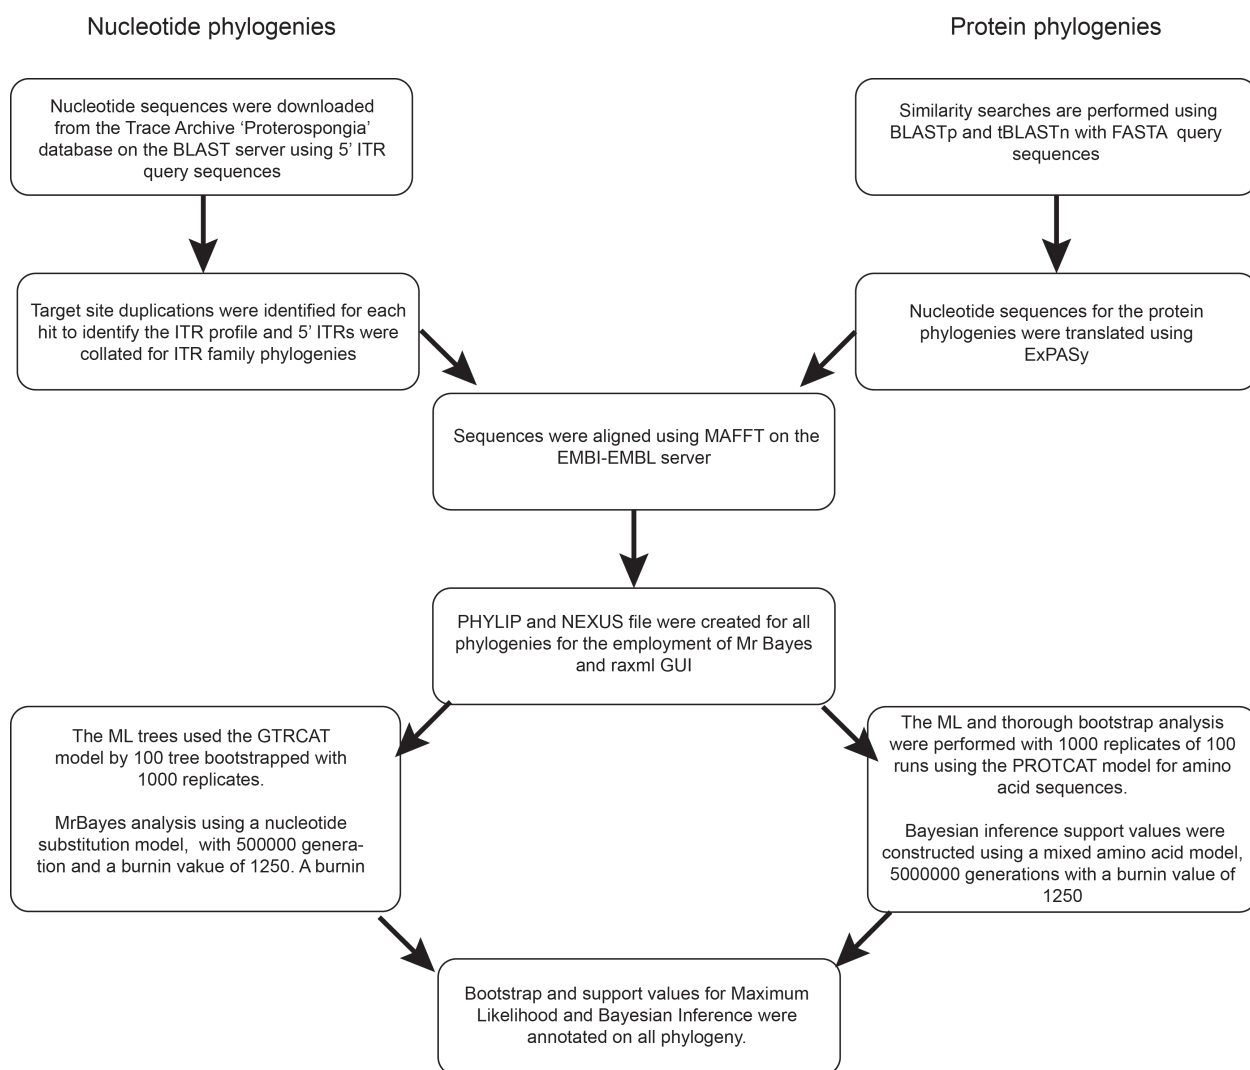 Nucleotide phylogenies
Protein phylogenies
Nucleotide sequences were downloaded
from the Trace Archive ‘Proterospongia’
database on the BLAST server using 5’ ITR
query sequences
Similarity searches are performed using
BLASTp and tBLASTn with FASTA query
sequences
Target site duplications were identified for each
hit to identify the ITR profile and 5’ ITRs were
collated for ITR family phylogenies
Nucleotide sequences for the protein
phylogenies were translated using
ExPASy
Sequences were aligned using MAFFT on the
EMBI-EMBL server
PHYLIP and NEXUS file were created for all
phylogenies for the employment of Mr Bayes
and raxml GUI
The ML trees used the GTRCAT
model by 100 tree bootstrapped with
1000 replicates.
MrBayes analysis using a nucleotide
substitution model, with 500000 genera-
tion and a burnin vakue of 1250. A burnin
The ML and thorough bootstrap analysis
were performed with 1000 replicates of 100
runs using the PROTCAT model for amino
acid sequences.
Bayesian inference support values were
constructed using a mixed amino acid model,
5000000 generations with a burnin value of
1250
Bootstrap and support values for Maximum
Likelihood and Bayesian Inference were
annotated on all phylogeny.